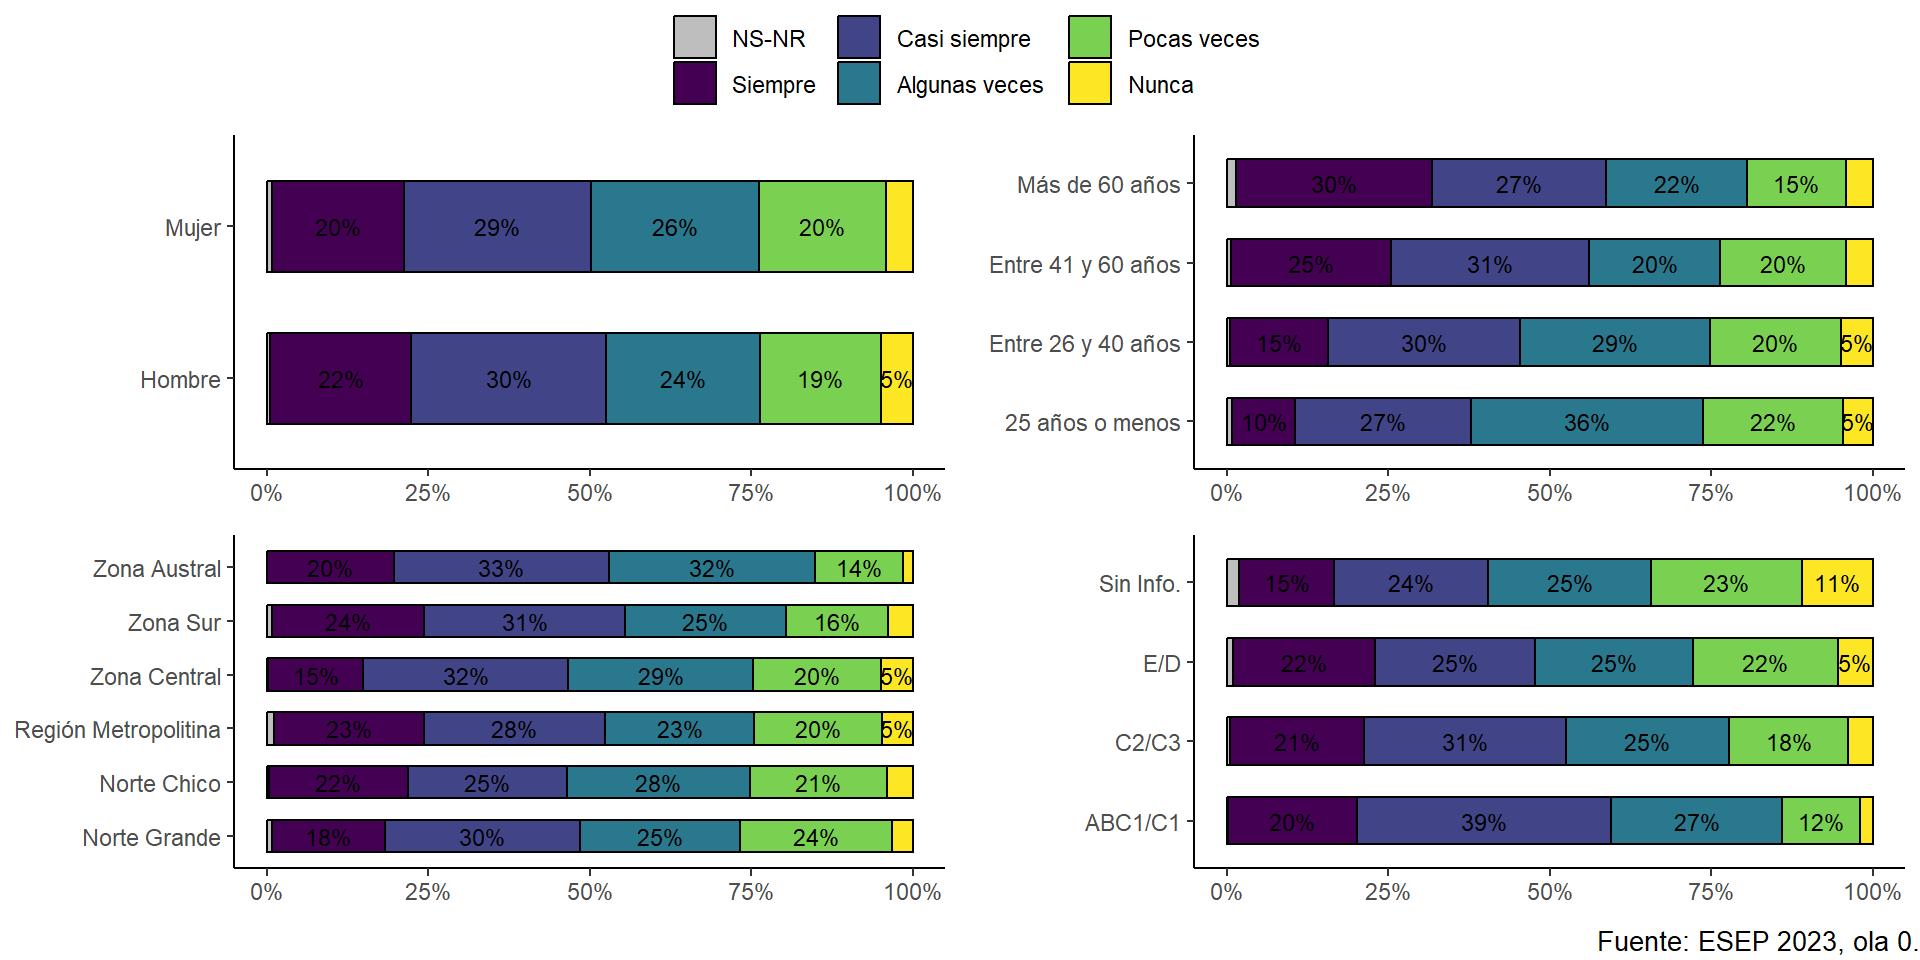 NS-NR Casi siempre Pocas veces
Siempre Algunas veces Nunca
Mujer 20% 29% 26% 20%
Hombre 22% 30% 24% 19% 5%
0% 25% 50% 75% 100%
Más de 60 años 30% 27% 22% 15%
Entre 41 y 60 años 25% 31% 20% 20%
Entre 26 y 40 años 15% 30% 29% 20% 5%
25 años o menos 10% 27% 36% 22% 5%
0% 25% 50% 75% 100%
Zona Austral 20% 33% 32% 14%
Zona Sur 24% 31% 25% 16%
Zona Central 15% 32% 29% 20% 5%
Región Metropolitina 23% 28% 23% 20% 5%
Norte Chico 22% 25% 28% 21%
Norte Grande 18% 30% 25% 24%
0% 25% 50% 75% 100%
Sin Info. 15% 24% 25% 23% 11%
E/D 22% 25% 25% 22% 5%
C2/C3 21% 31% 25% 18%
ABC1/C1 20% 39% 27% 12%
0% 25% 50% 75% 100%
Fuente: ESEP 2023, ola 0.